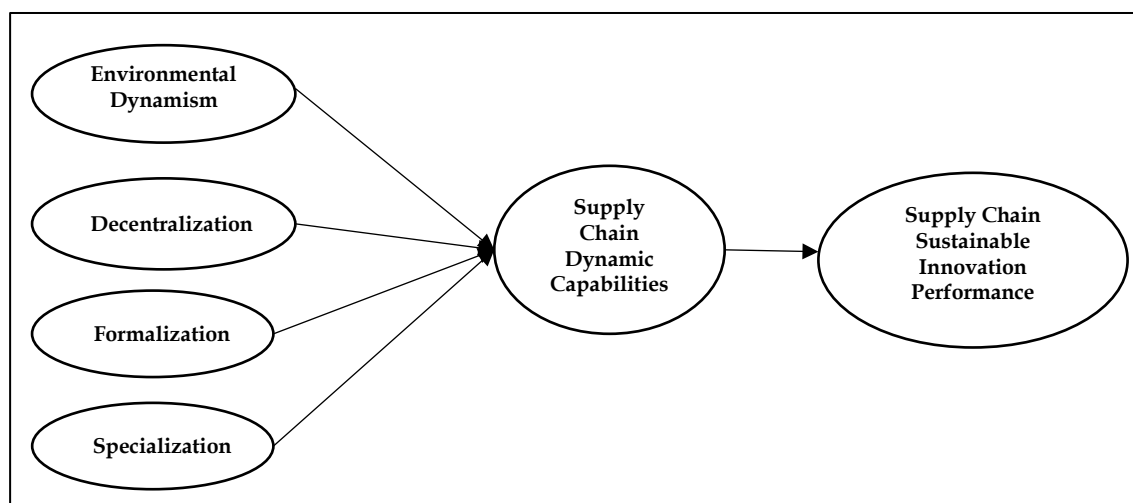 Environmental
Dynamism
Decentralization
Formalization
Specialization
Supply
Chain
Dynamic
Capabilities
Supply Chain
Sustainable
Innovation
Performance